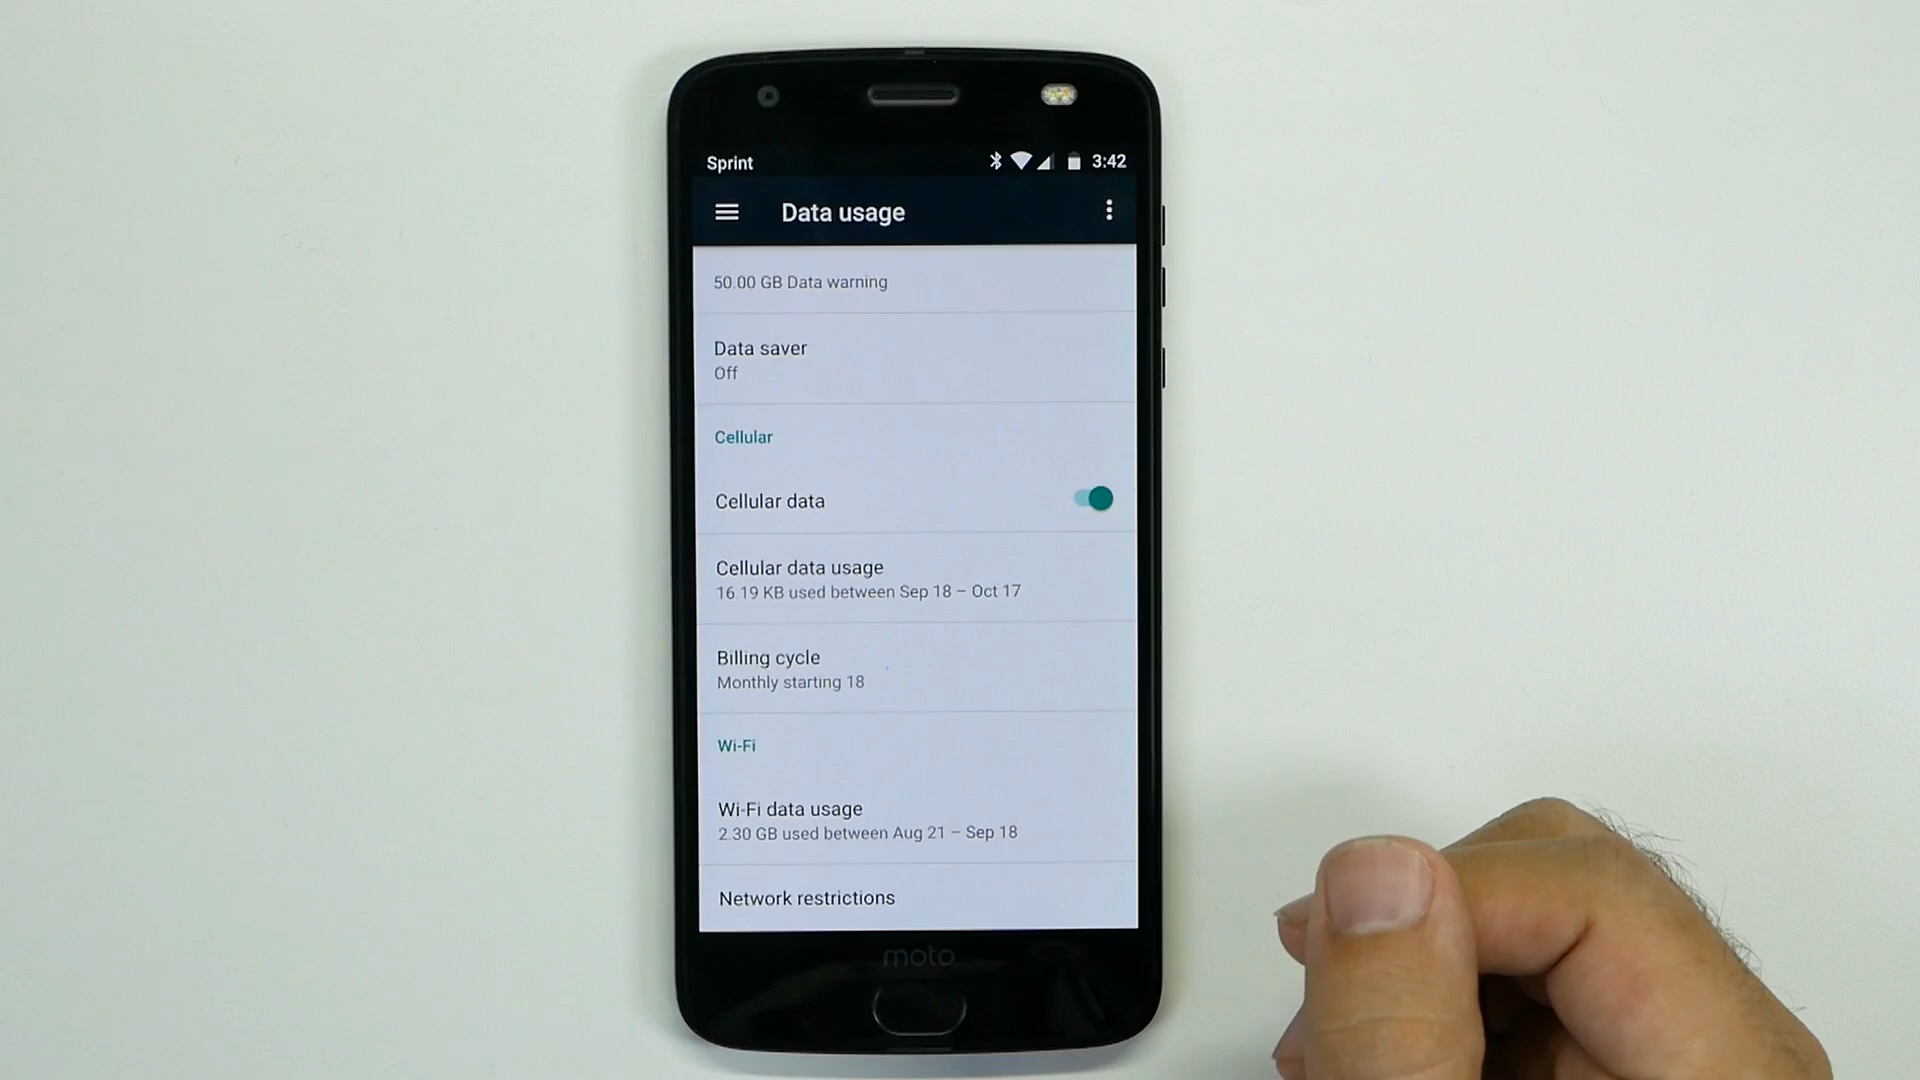 Sprint
3:42
Data usage
50.00 GB Data warning
Data saver
Off
Cellular
Cellular data
Cellular data usage
16.19 KB used between Sep 18 – Oct 17
Billing cycle
Monthly starting 18
Wi-Fi
Wi-Fi data usage
2.30 GB used between Aug 21 – Sep 18
Network restrictions
moto